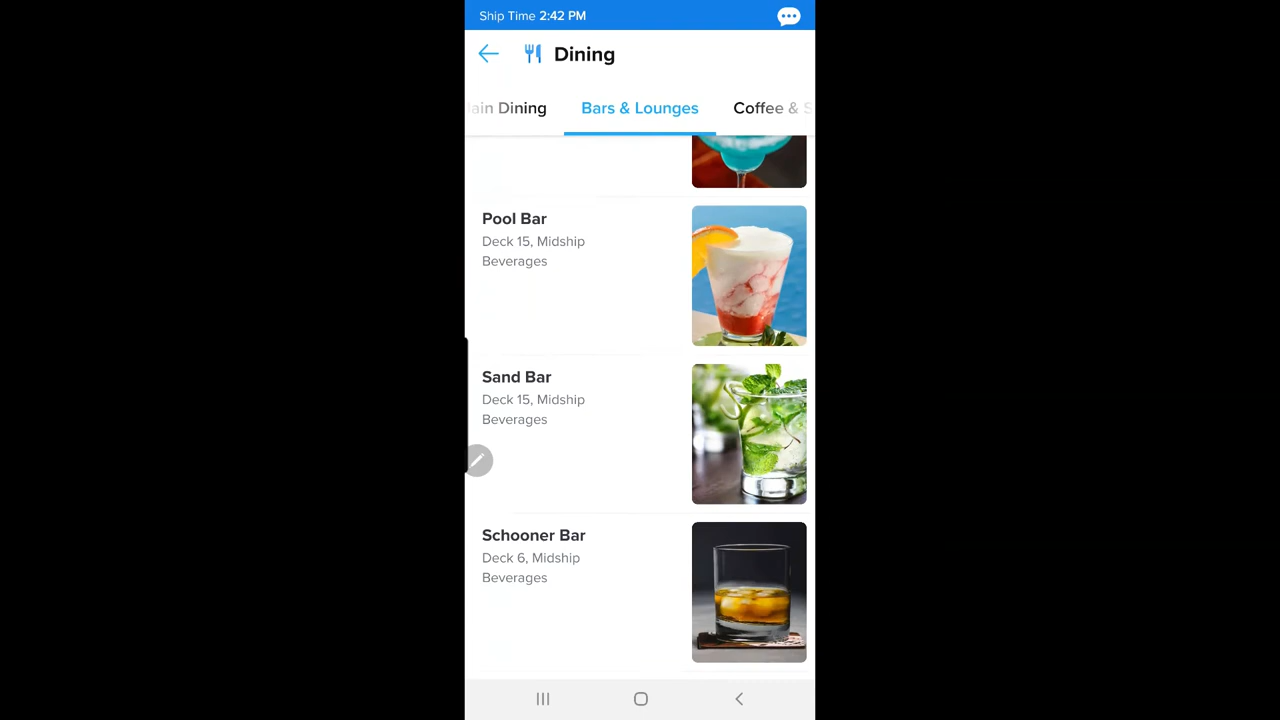 Ship Time 2:42 PM
Dining
ain Dining
Bars & Lounges
Coffee & S
Pool Bar
Deck 15, Midship
Beverages
Sand Bar
Deck 15, Midship
Beverages
Schooner Bar
Deck 6, Midship
Beverages